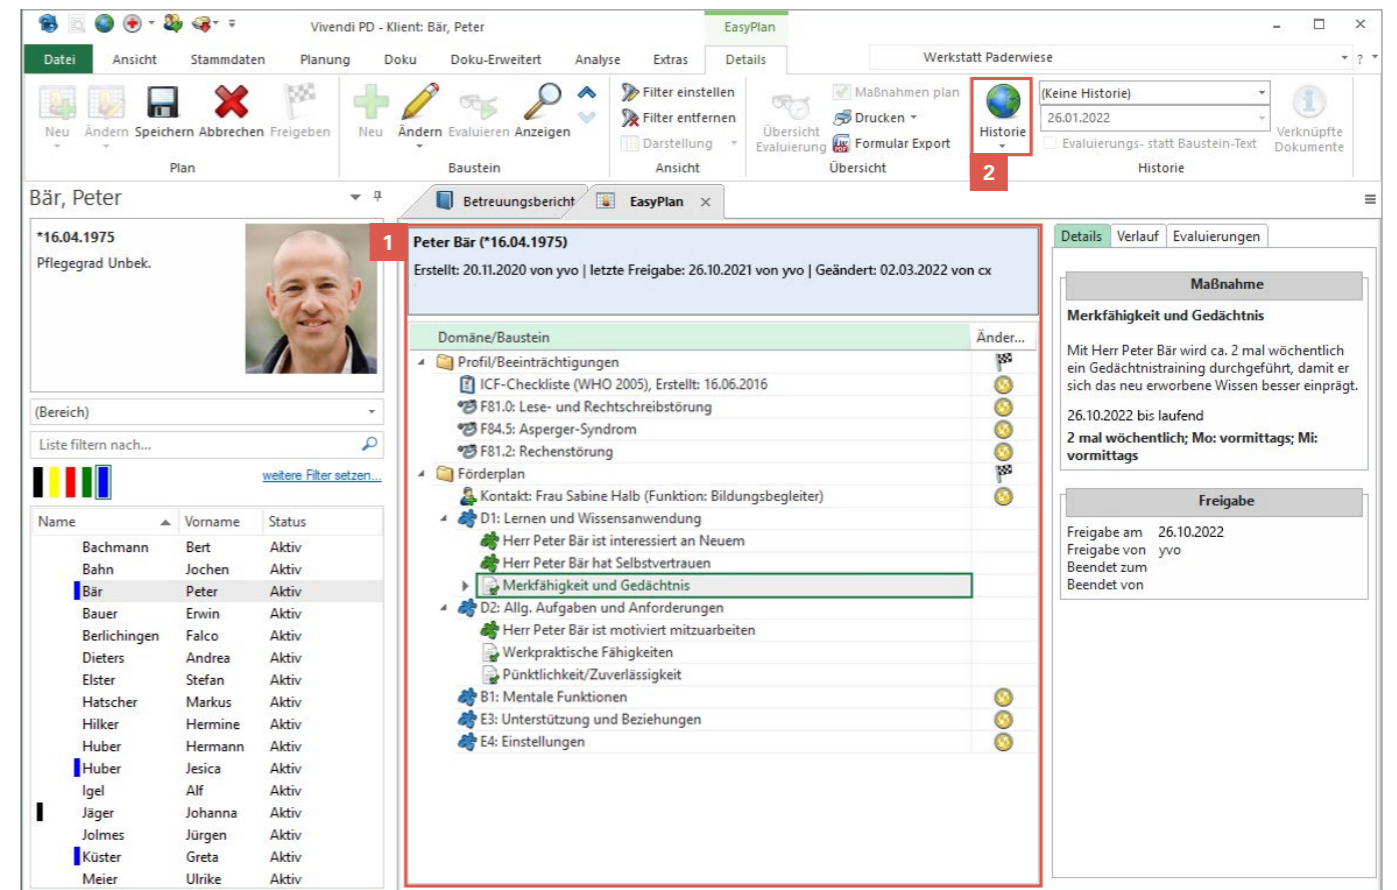 Vivendi PD - Klient: Bär, Peter
EasyPlan
Datei Ansicht Stammdaten Planung Doku Doku-Erweitert Analyse Extras Details
Werkstatt Paderwiese
?
Neu Ändern Speichern Abbrechen Freigeben
Plan
Neu Ändern Evaluieren Anzeigen
Baustein
Filter einstellen
Filter entfernen
Darstellung
Ansicht
Übersicht
Evaluierung
Maßnahmen plan
Drucken
Formular Export
Übersicht
Historie
2
(Keine Historie)
26.01.2022
Evaluierungs- statt Baustein-Text
Verknüpfte
Dokumente
Historie
Bär, Peter
*16.04.1975
Pflegegrad Unbek.
(Bereich)
Liste filtern nach...
weitere Filter setzen...
Name Vorname Status
Bachmann Bert Aktiv
Bahn Jochen Aktiv
Bär Peter Aktiv
Bauer Erwin Aktiv
Berlichingen Falco Aktiv
Dieters Andrea Aktiv
Elster Stefan Aktiv
Hatscher Markus Aktiv
Hilker Hermine Aktiv
Huber Hermann Aktiv
Huber Jesica Aktiv
Igel Alf Aktiv
Jäger Johanna Aktiv
Jolmes Jürgen Aktiv
Küster Greta Aktiv
Meier Ulrike Aktiv
Betreuungsbericht
EasyPlan
1
Peter Bär (*16.04.1975)
Erstellt: 20.11.2020 von yvo | letzte Freigabe: 26.10.2021 von yvo | Geändert: 02.03.2022 von cx
Domäne/Baustein Änder...
Profil/Beeinträchtigungen
ICF-Checkliste (WHO 2005), Erstellt: 16.06.2016
F81.0: Lese- und Rechtschreibstörung
F84.5: Asperger-Syndrom
F81.2: Rechenstörung
Förderplan
Kontakt: Frau Sabine Halb (Funktion: Bildungsbegleiter)
D1: Lernen und Wissensanwendung
Herr Peter Bär ist interessiert an Neuem
Herr Peter Bär hat Selbstvertrauen
Merkfähigkeit und Gedächtnis
D2: Allg. Aufgaben und Anforderungen
Herr Peter Bär ist motiviert mitzuarbeiten
Werkpraktische Fähigkeiten
Pünktlichkeit/Zuverlässigkeit
B1: Mentale Funktionen
E3: Unterstützung und Beziehungen
E4: Einstellungen
Details Verlauf Evaluierungen
Maßnahme
Merkfähigkeit und Gedächtnis
Mit Herr Peter Bär wird ca. 2 mal wöchentlich
ein Gedächtnistraining durchgeführt, damit er
sich das neu erworbene Wissen besser einprägt.
26.10.2022 bis laufend
2 mal wöchentlich; Mo: vormittags; Mi:
vormittags
Freigabe
Freigabe am 26.10.2022
Freigabe von yvo
Beendet zum
Beendet von